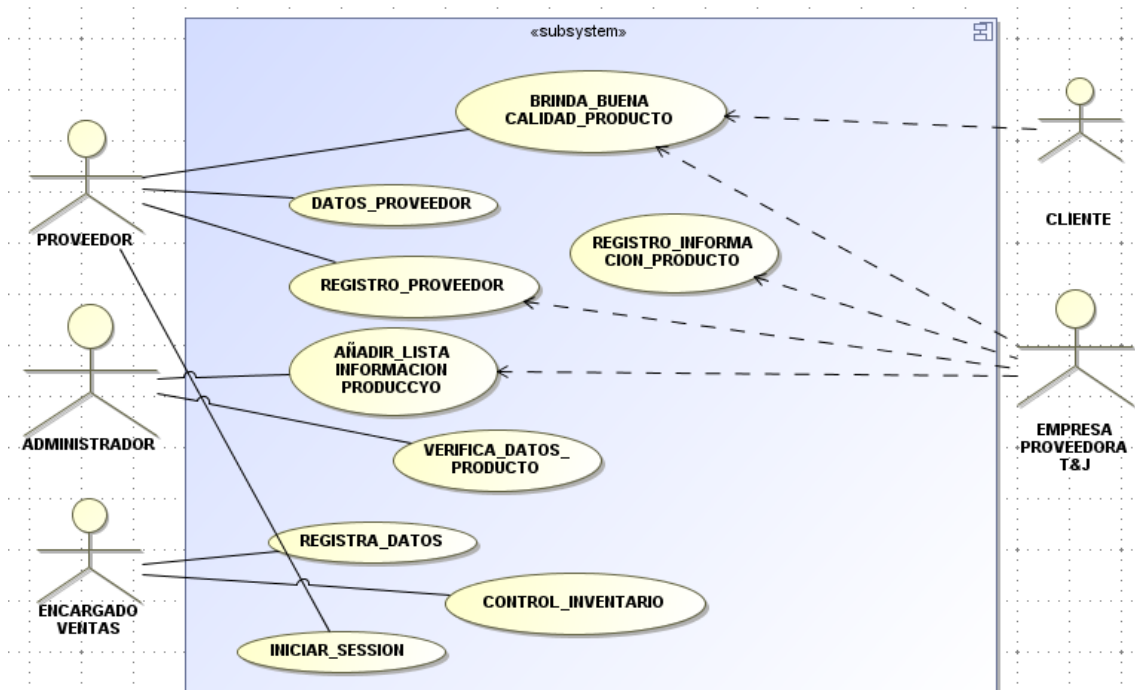 «subsystem»
BRINDA_BUENA
CALIDAD_PRODUCTO
DATOS_PROVEEDOR
PROVEEDOR
CLIENTE
REGISTRO_INFORMA
CION_PRODUCTO
REGISTRO_PROVEEDOR
AÑADIR_LISTA
INFORMACION
PRODUCCYO
ADMINISTRADOR
EMPRESA
PROVEEDORA
T&J
VERIFICA_DATOS_
PRODUCTO
REGISTRA_DATOS
CONTROL_INVENTARIO
ENCARGADO
VENTAS
INICIAR_SESSION